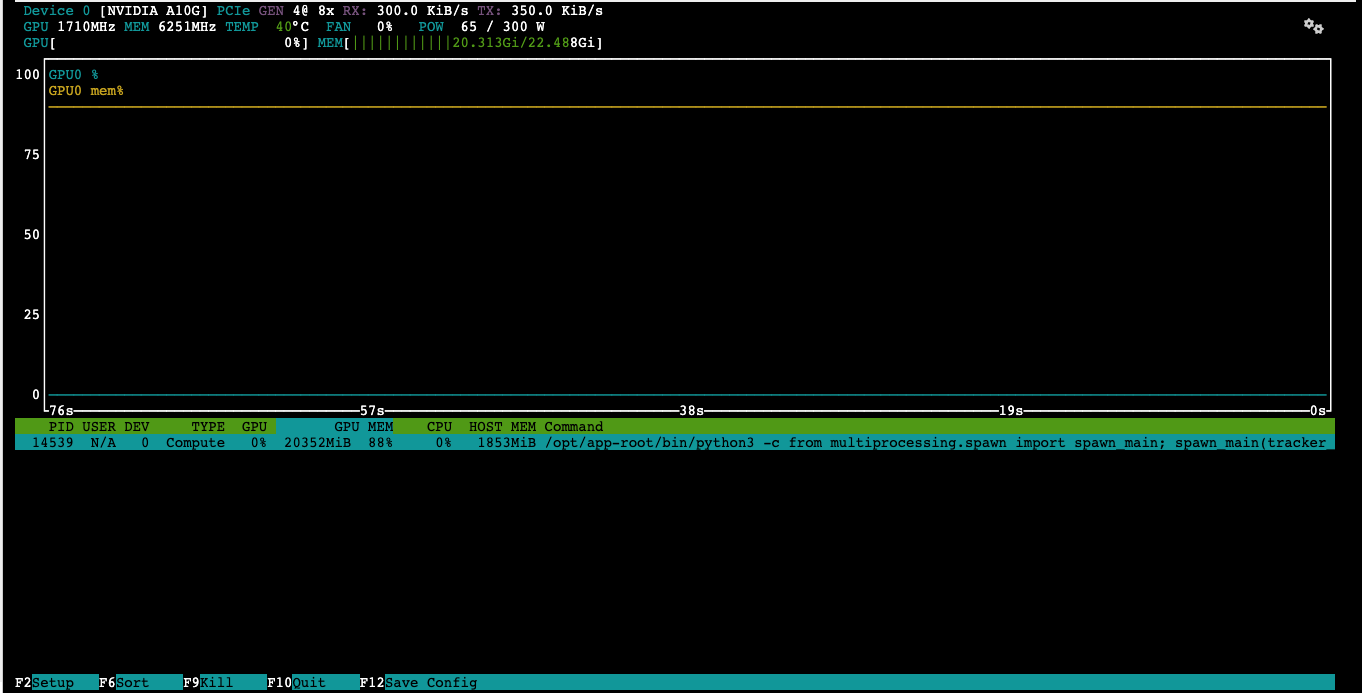 Device 0 [NVIDIA A10G] PCIe GEN 4@ 8x RX: 300.0 KiB/s TX: 350.0 KiB/s
GPU 1710MHz MEM 6251MHz TEMP 40°C FAN 0% POW 65 / 300 W
GPU[ 0%] MEM[||||||||||||20.313Gi/22.488Gi]
100
GPU0 %
GPU0 mem%
75
50
25
0
76s 57s 38s 19s 0s
PID USER DEV TYPE GPU GPU MEM CPU HOST MEM Command
14539 N/A 0 Compute 0% 20352MiB 88% 0% 1853MiB /opt/app-root/bin/python3 -c from multiprocessing.spawn import spawn_main; spawn_main(tracker_
F2Setup F6Sort F9Kill F10Quit F12Save Config